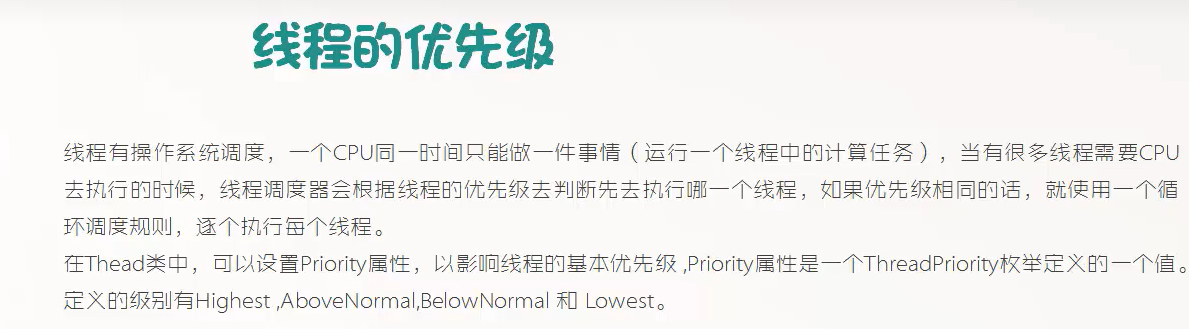 线程的优先级
线程有操作系统调度，一个CPU同一时间只能做一件事情（运行一个线程中的计算任务），当有很多线程需要CPU
去执行的时候，线程调度器会根据线程的优先级去判断先去执行哪一个线程，如果优先级相同的话，就使用一个循
环调度规则，逐个执行每个线程。
在Thead类中，可以设置Priority属性，以影响线程的基本优先级 ,Priority属性是一个ThreadPriority枚举定义的一个值。
定义的级别有Highest ,AboveNormal,BelowNormal 和 Lowest。